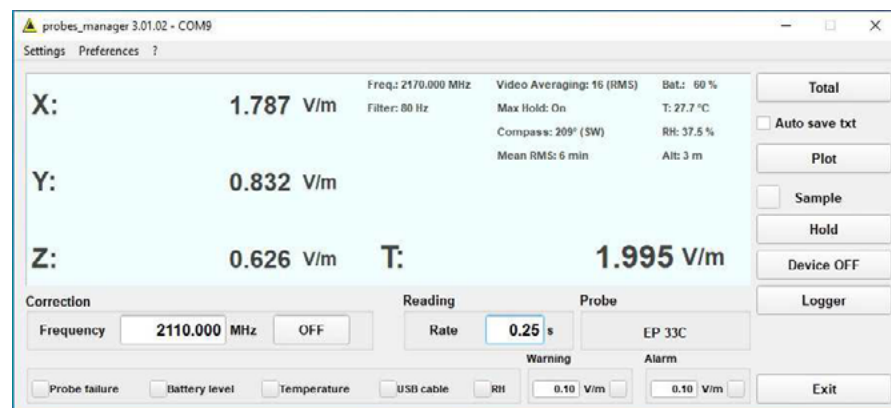 probes_manager 3.01.02 - COM9
Settings Preferences ?
X: 1.787 V/m
Freq.: 2170.000 MHz
Filter: 80 Hz
Video Averaging: 16 (RMS)
Max Hold: On
Compass: 209° (SW)
Mean RMS: 6 min
Bat.: 60 %
T: 27.7 °C
RH: 37.5 %
Alt: 3 m
Y: 0.832 V/m
Z: 0.626 V/m
T: 1.995 V/m
Total
Auto save txt
Plot
Sample
Hold
Device OFF
Logger
Correction
Frequency 2110.000 MHz OFF
Reading
Rate 0.25 s
Probe
EP 33C
Warning
0.10 V/m
Alarm
0.10 V/m
Probe failure Battery level Temperature USB cable RH
Exit